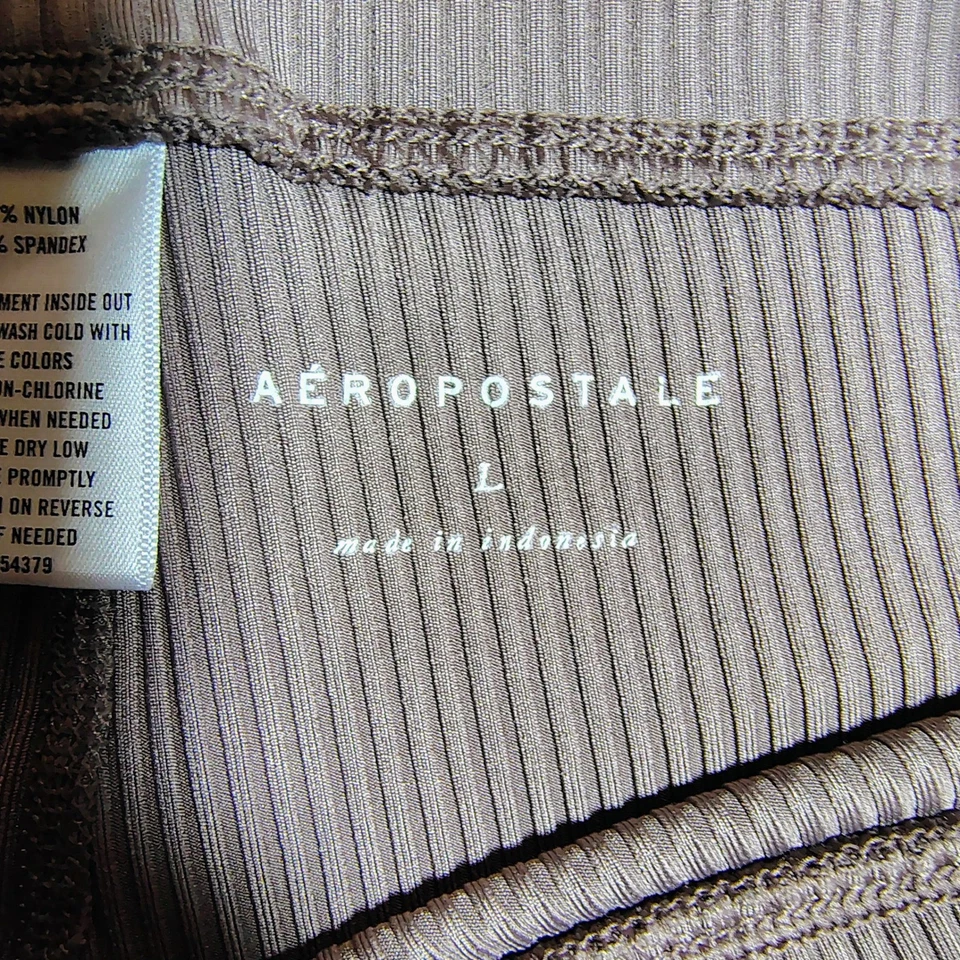 % NYLON
% SPANDEX
MENT INSIDE OUT
WASH COLD WITH
E COLORS
ON-CHLORINE
WHEN NEEDED
E DRY LOW
E PROMPTLY
N ON REVERSE
F NEEDED
54379
AÉROPOSTALE
L
made in indonesia